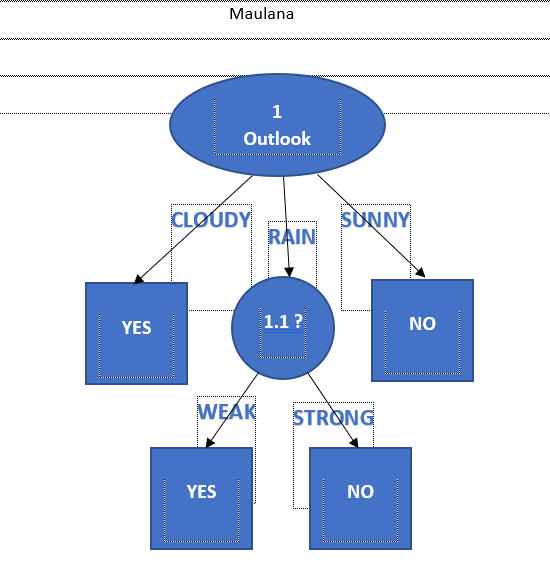 Maulana
1
Outlook
CLOUDY
RAIN
SUNNY
YES
1.1 ?
NO
WEAK
STRONG
YES
NO